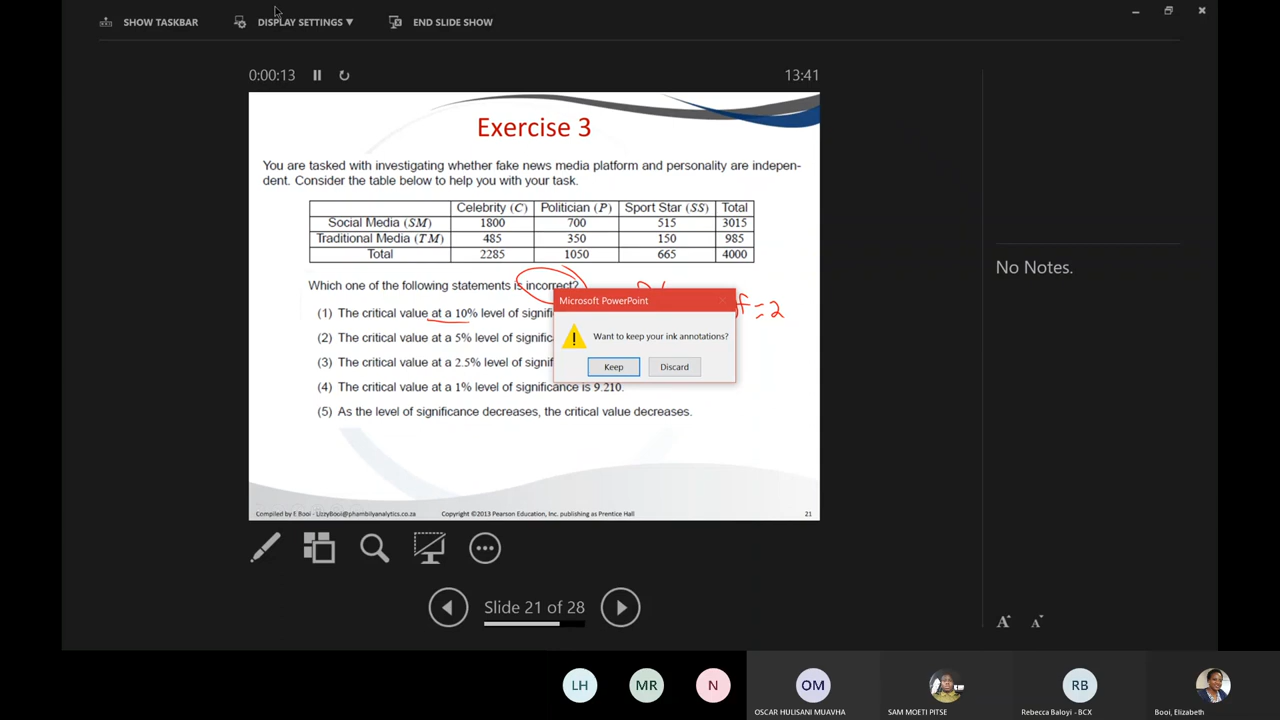 SHOW TASKBAR DISPLAY SETTINGS ▼ END SLIDE SHOW
0:00:13 13:41
Exercise 3
You are tasked with investigating whether fake news media platform and personality are indepen-
dent. Consider the table below to help you with your task.
Celebrity (C) Politician (P) Sport Star (SS) Total
Social Media (SM) 1800 700 515 3015
Traditional Media (TM) 485 350 150 985
Total 2285 1050 665 4000
Which one of the following statements is incorrect?
(1) The critical value at a 10% level of signifi
(2) The critical value at a 5% level of significa
(3) The critical value at a 2.5% level of signifi
(4) The critical value at a 1% level of significance is 9.210.
(5) As the level of significance decreases, the critical value decreases.
f = 2
Microsoft PowerPoint
Want to keep your ink annotations?
Keep Discard
Compiled by E Booi - LizzyBooi@phambilyanalytics.co.za Copyright ©2013 Pearson Education, Inc. publishing as Prentice Hall 21
No Notes.
Slide 21 of 28
A A
LH MR N OM RB
OSCAR HULISANI MUAVHA SAM MOETI PITSE Rebecca Baloyi - BCX Booi, Elizabeth